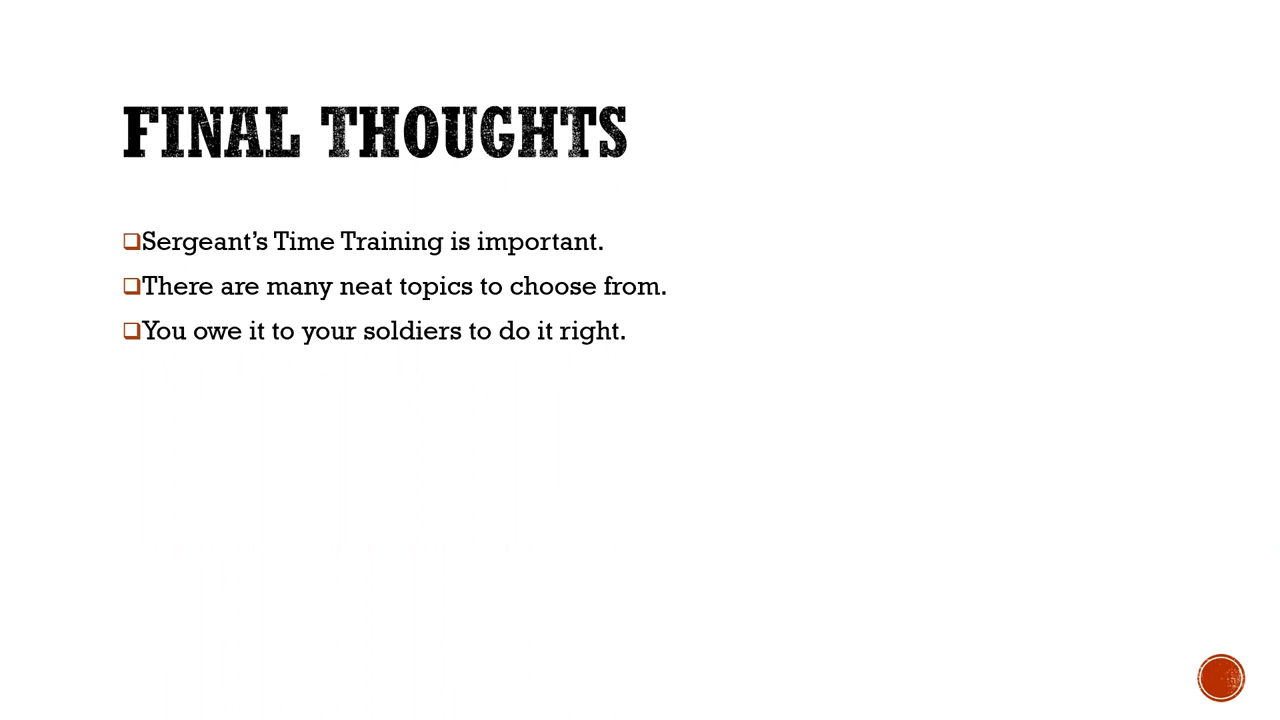 FINAL THOUGHTS
❑Sergeant’s Time Training is important.
❑There are many neat topics to choose from.
❑You owe it to your soldiers to do it right.